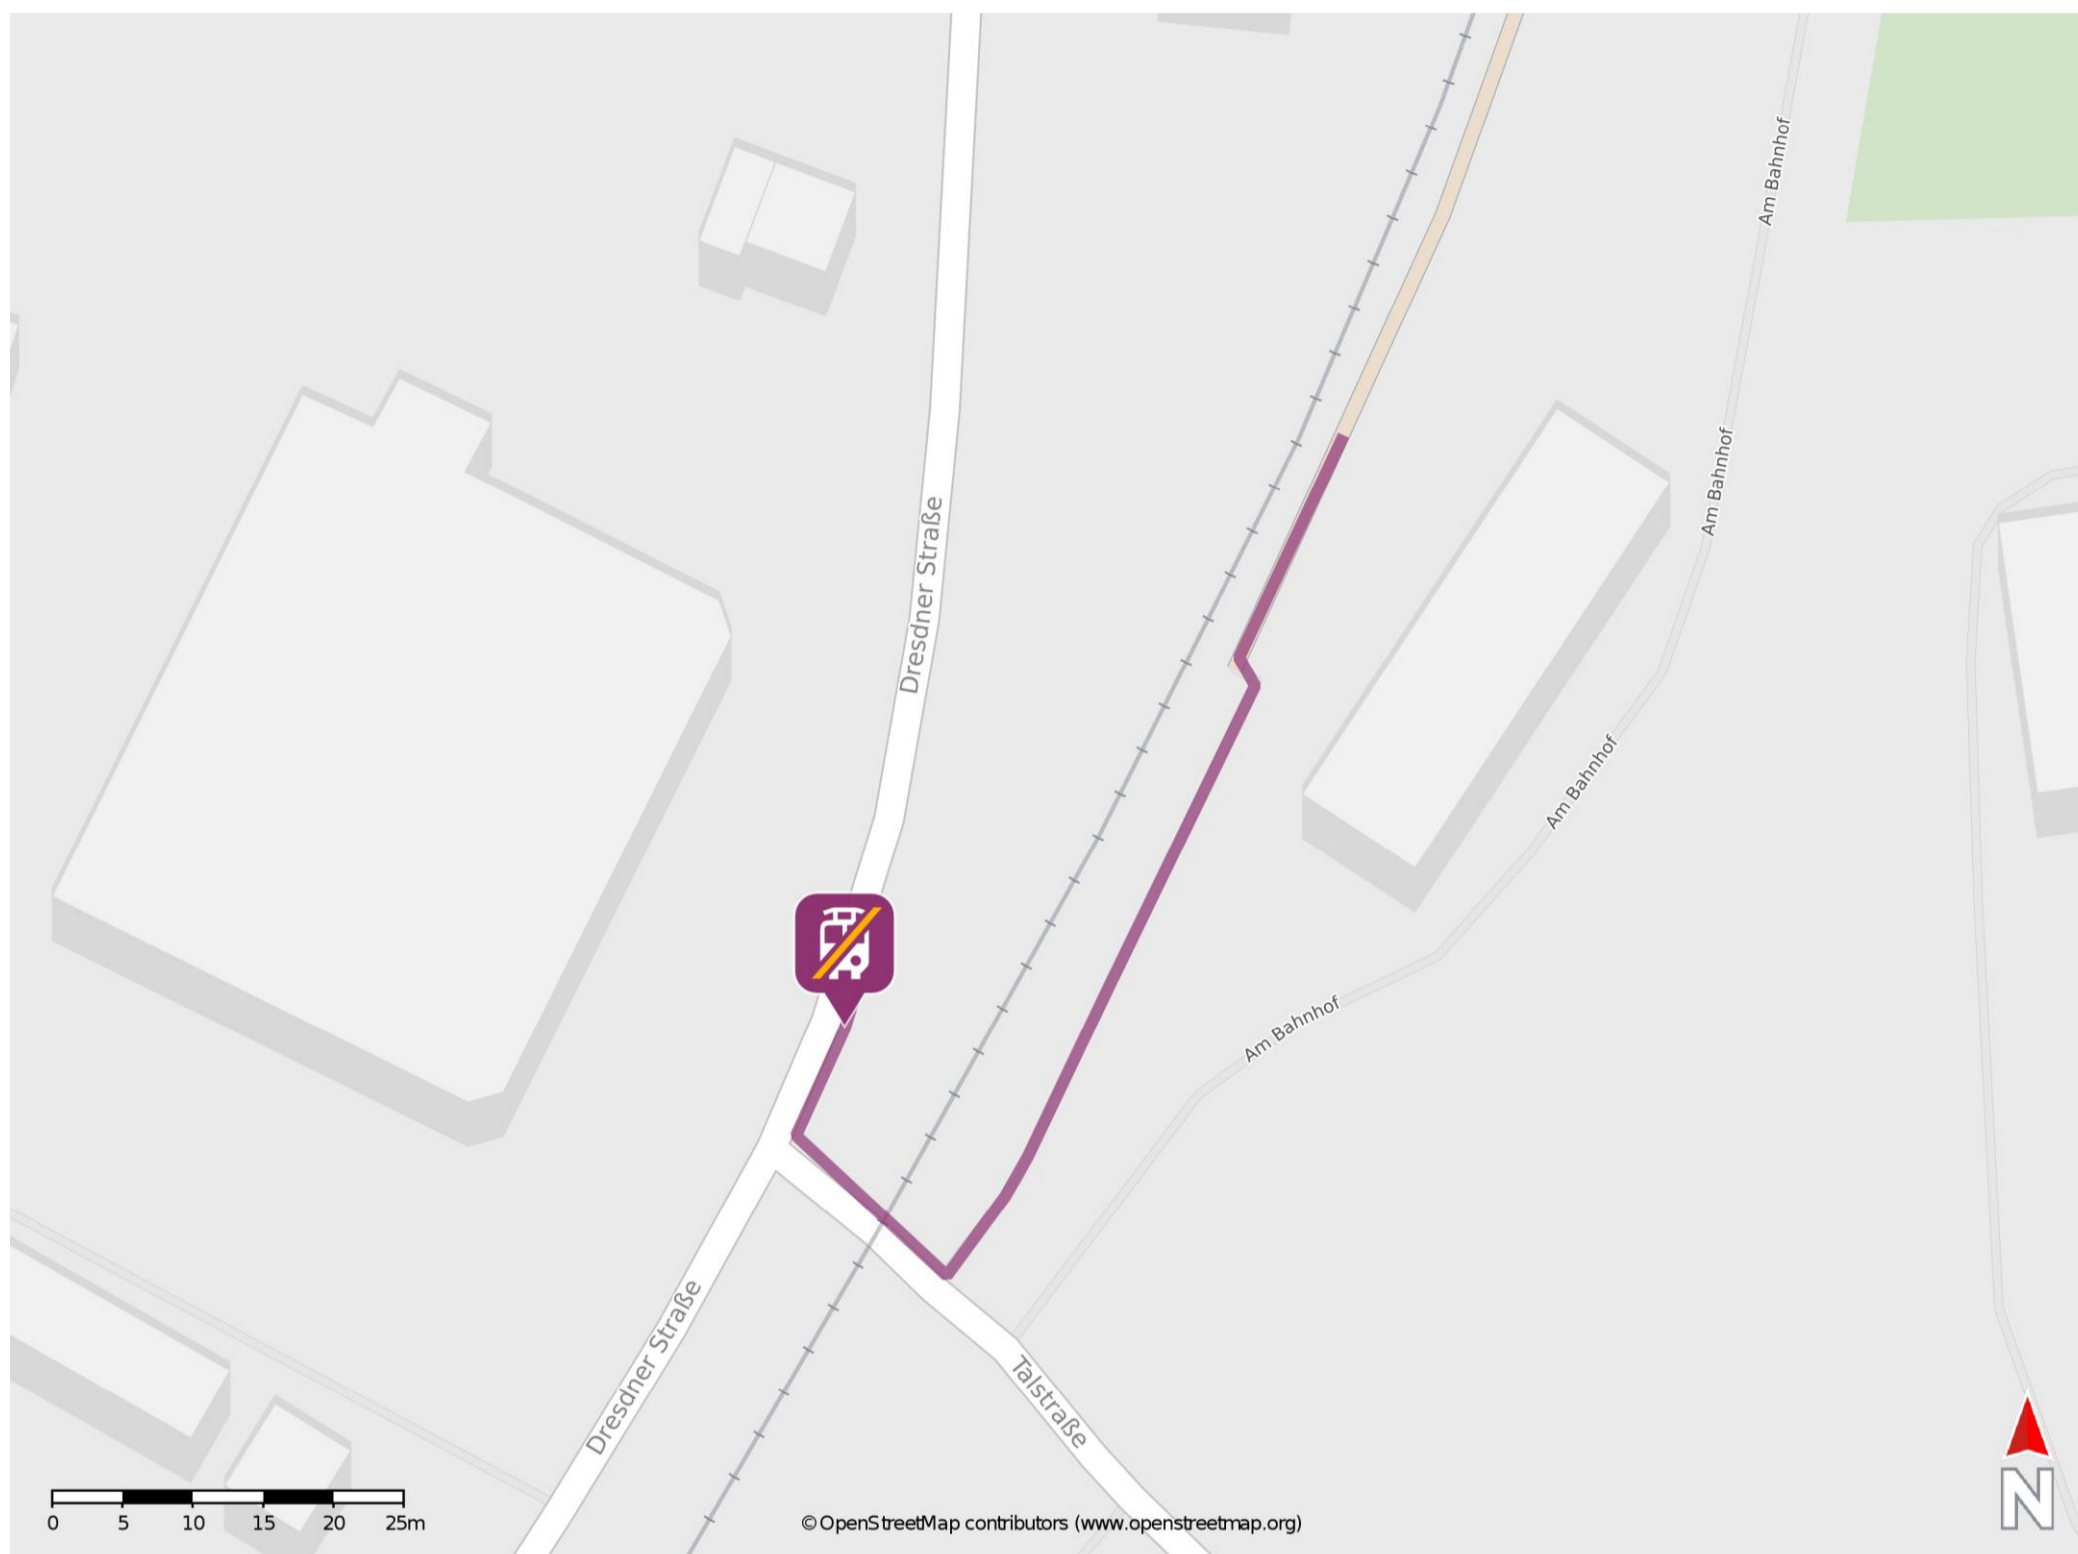 Am Bahnhof
Am Bahnhof
Dresdner Straße
Am Bahnhof
Am Bahnhof
Dresdner Straße
Talstraße
0 5 10 15 20 25m
© OpenStreetMap contributors (www.openstreetmap.org)
N